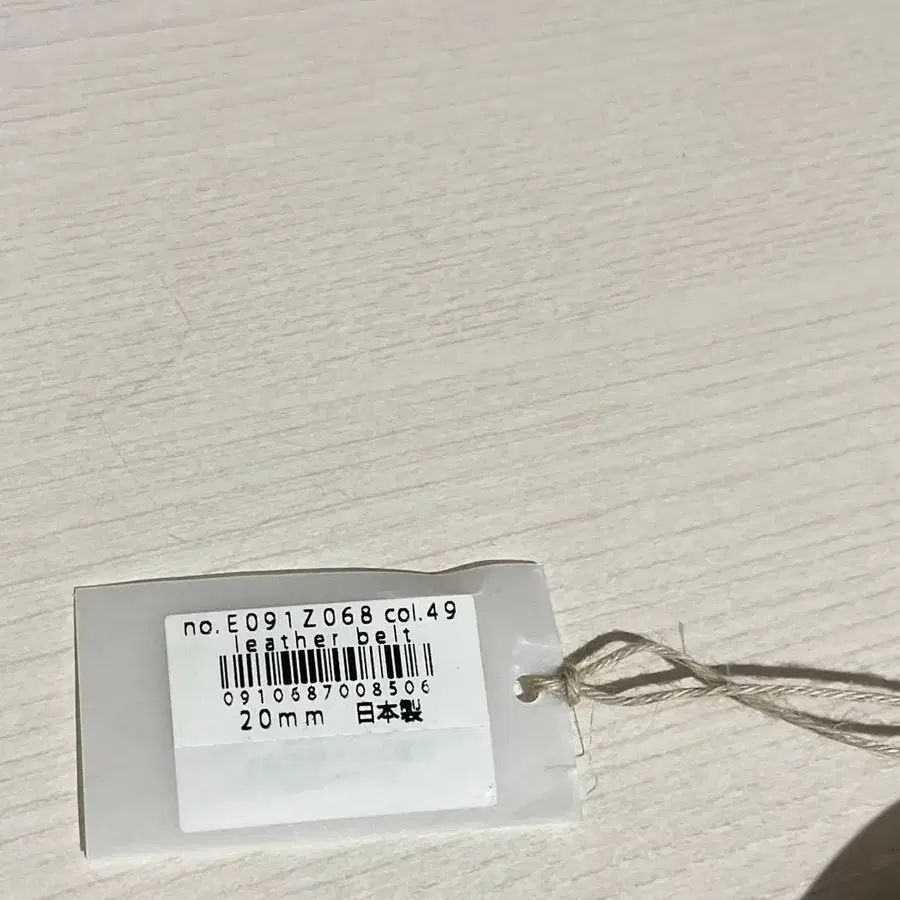 no.E091Z068 col.49
leather belt
0910687008506
20mm 日本製